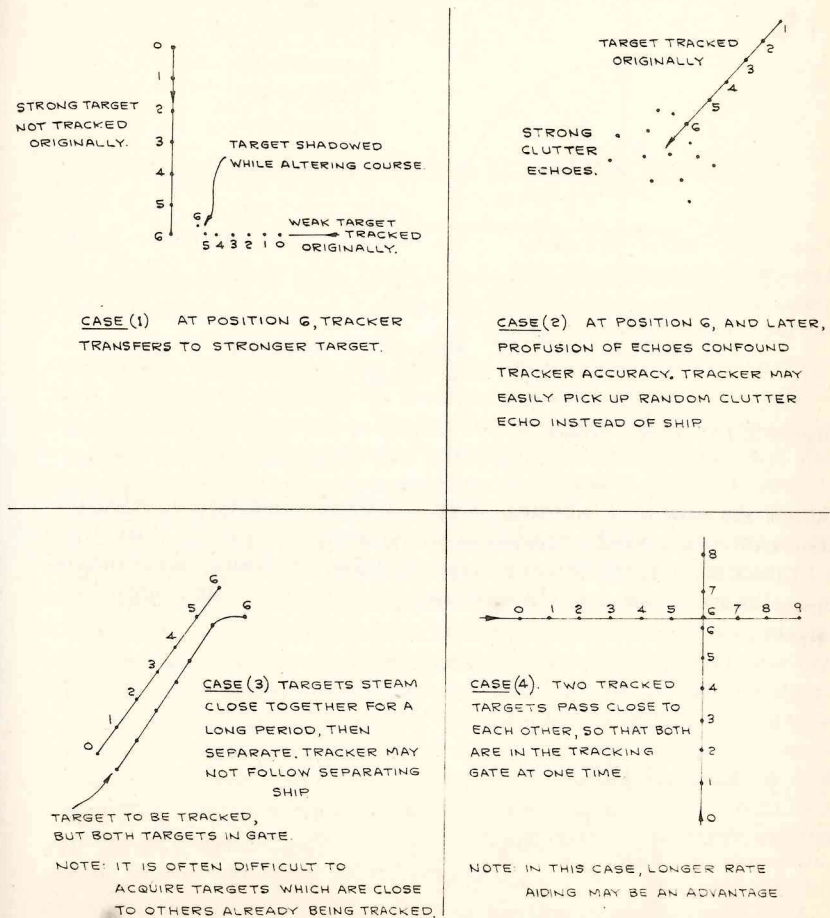 0
1
STRONG TARGET 2
NOT TRACKED
ORIGINALLY. 3
4
5
6
TARGET SHADOWED
WHILE ALTERING COURSE.
6
WEAK TARGET
TRACKED
5 4 3 2 1 0 ORIGINALLY.
CASE (1) AT POSITION 6, TRACKER
TRANSFERS TO STRONGER TARGET.
1
TARGET TRACKED 2
ORIGINALLY 3
4
5
6
STRONG
CLUTTER
ECHOES.
CASE (2) AT POSITION 6, AND LATER,
PROFUSION OF ECHOES CONFOUND
TRACKER ACCURACY. TRACKER MAY
EASILY PICK UP RANDOM CLUTTER
ECHO INSTEAD OF SHIP
6
5 6
4
3
2
1
0
CASE (3) TARGETS STEAM
CLOSE TOGETHER FOR A
LONG PERIOD, THEN
SEPARATE. TRACKER MAY
NOT FOLLOW SEPARATING
SHIP
TARGET TO BE TRACKED,
BUT BOTH TARGETS IN GATE.
NOTE: IT IS OFTEN DIFFICULT TO
ACQUIRE TARGETS WHICH ARE CLOSE
TO OTHERS ALREADY BEING TRACKED.
8
7
0 1 2 3 4 5 6 7 8 9
6
5
4
3
2
1
0
CASE (4). TWO TRACKED
TARGETS PASS CLOSE TO
EACH OTHER, SO THAT BOTH
ARE IN THE TRACKING
GATE AT ONE TIME.
NOTE: IN THIS CASE, LONGER RATE
AIDING MAY BE AN ADVANTAGE